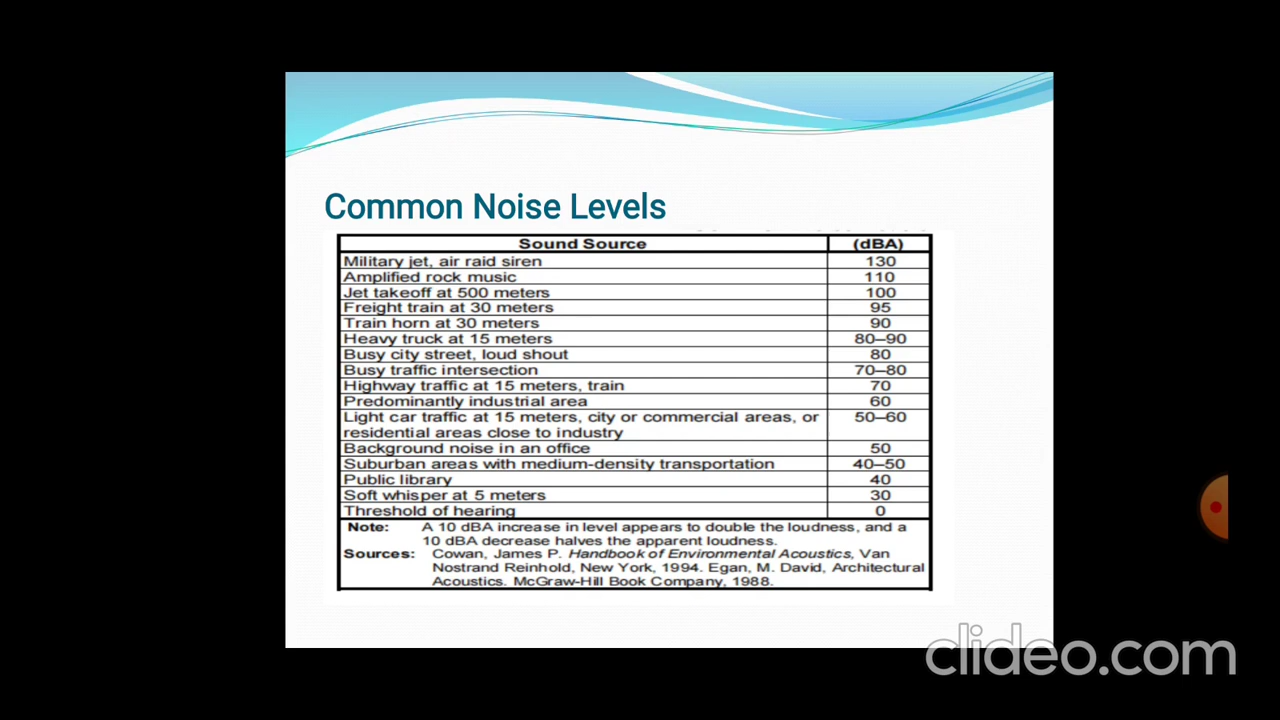 Common Noise Levels
Sound Source (dBA)
Military jet, air raid siren 130
Amplified rock music 110
Jet takeoff at 500 meters 100
Freight train at 30 meters 95
Train horn at 30 meters 90
Heavy truck at 15 meters 80–90
Busy city street, loud shout 80
Busy traffic intersection 70–80
Highway traffic at 15 meters, train 70
Predominantly industrial area 60
Light car traffic at 15 meters, city or commercial areas, or 50–60
residential areas close to industry
Background noise in an office 50
Suburban areas with medium-density transportation 40–50
Public library 40
Soft whisper at 5 meters 30
Threshold of hearing 0
Note: A 10 dBA increase in level appears to double the loudness, and a
10 dBA decrease halves the apparent loudness.
Sources: Cowan, James P. Handbook of Environmental Acoustics, Van
Nostrand Reinhold, New York, 1994. Egan, M. David, Architectural
Acoustics. McGraw-Hill Book Company, 1988.
clideo.com